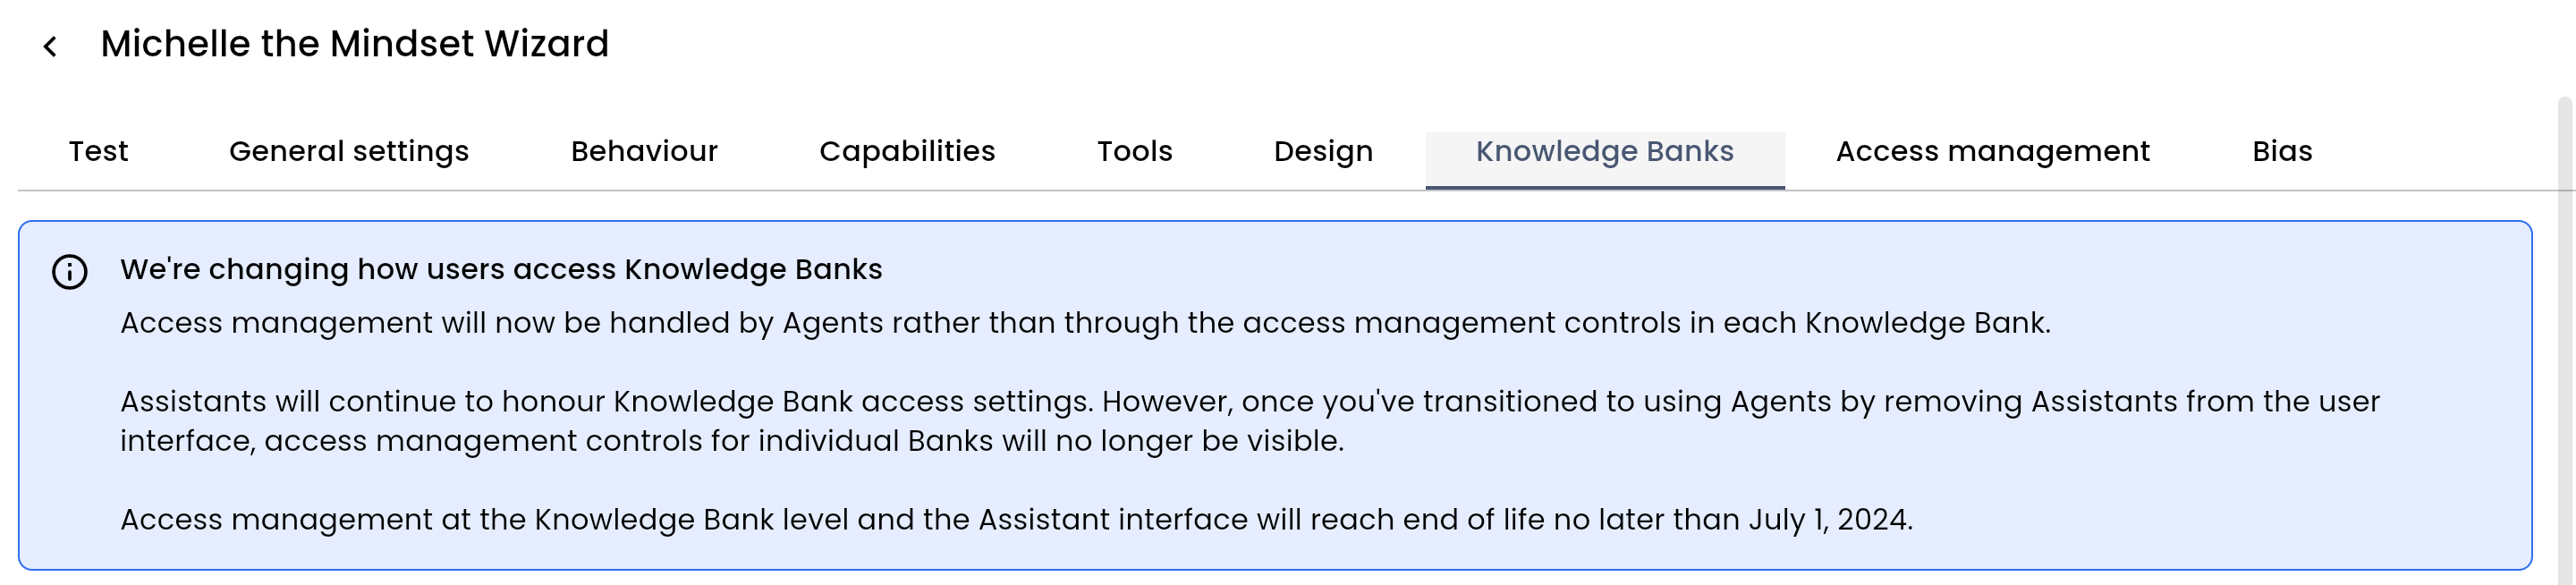 Michelle the Mindset Wizard
Test General settings Behaviour Capabilities Tools Design Knowledge Banks Access management Bias
We're changing how users access Knowledge Banks
Access management will now be handled by Agents rather than through the access management controls in each Knowledge Bank.
Assistants will continue to honour Knowledge Bank access settings. However, once you've transitioned to using Agents by removing Assistants from the user
interface, access management controls for individual Banks will no longer be visible.
Access management at the Knowledge Bank level and the Assistant interface will reach end of life no later than July 1, 2024.